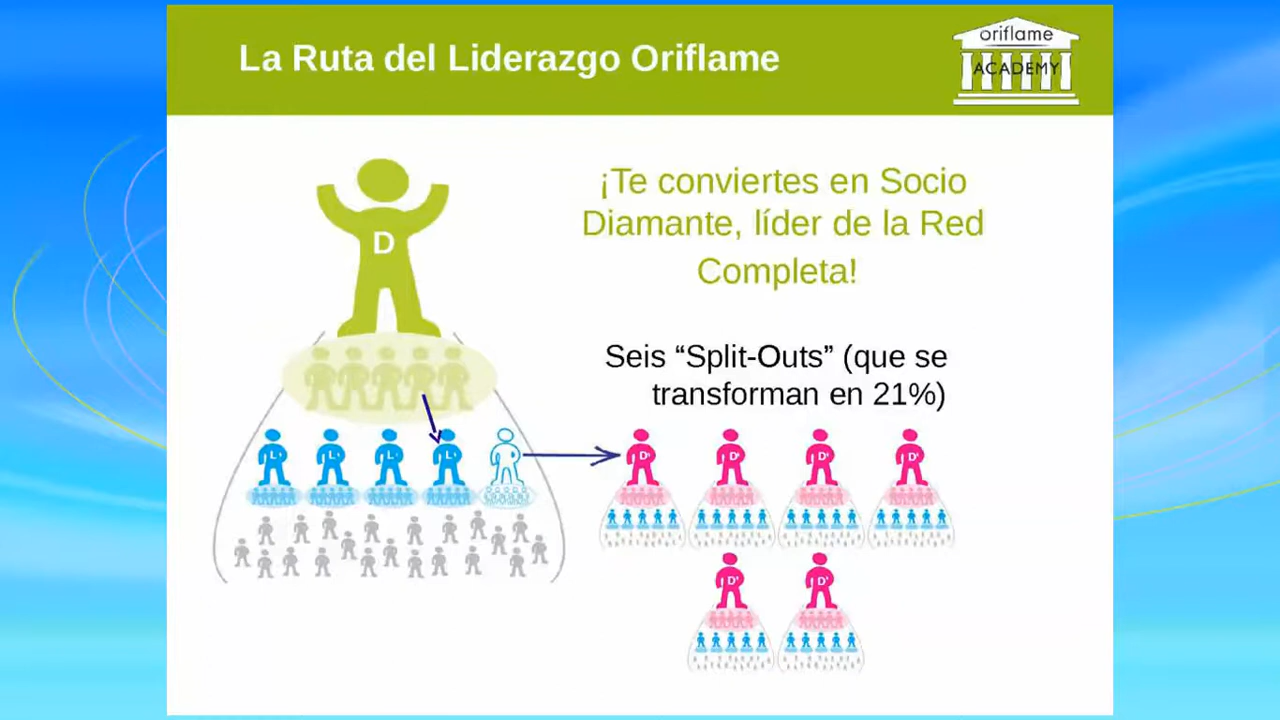 La Ruta del Liderazgo Oriflame
oriflame
ACADEMY
¡Te conviertes en Socio
Diamante, líder de la Red
Completa!
D
Seis “Split-Outs” (que se
transforman en 21%)
L L L L
D' D' D' D'
D' D'